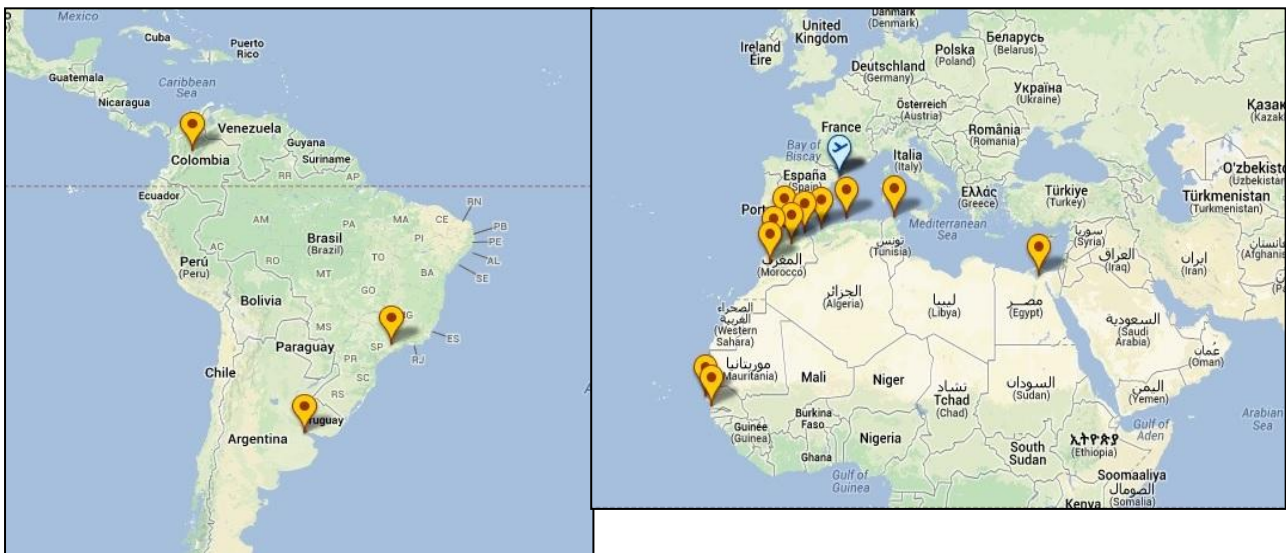 Mexico
Cuba
Puerto
Rico
Guatemala
Caribbean
Sea
Nicaragua
Venezuela
Guyana
Suriname
Colombia
RR
AP
Ecuador
AM
PA
MA
CE
RN
PB
PE
AL
SE
PI
Brasil
(Brazil)
TO
AC
RO
MT
BA
Perú
(Peru)
GO
Bolivia
MS
ES
SP
RJ
Paraguay
PR
SC
Chile
RS
Argentina
United
Kingdom
Danmark
(Denmark)
Ireland
Éire
Беларусь
(Belarus)
Polska
(Poland)
Deutschland
(Germany)
Україна
(Ukraine)
Österreich
(Austria)
France
România
(Romania)
Bay of
Biscay
Italia
(Italy)
España
(Spain)
Ελλάς
(Greece)
Türkiye
(Turkey)
O'zbekist
(Uzbekistan
Türkmenistan
(Turkmenistan)
Port
Mediterranean
Sea
تونس
(Tunisia)
سوريا
(Syria)
العراق
(Iraq)
ایران
(Iran)
المغرب
(Morocco)
الجزائر
(Algeria)
ليبيا
(Libya)
مصر
(Egypt)
الصحراء
الغربية
(Western
Sahara)
السعودية
(Saudi
Arabia)
عُمان
(Oman)
موريتانيا
Mauritania)
Mali
Niger
تشاد
Tchad
(Chad)
السودان
(Sudan)
اليمن
(Yemen)
Guinée
(Guinea)
Burkina
Faso
Ghana
Nigeria
South
Sudan
ኢትዮጵያ
(Ethiopia)
Gulf of
Aden
Arabian
Sea
Gulf of
Guinea
Soomaaliya
الصومال
(Somalia)
Kenya